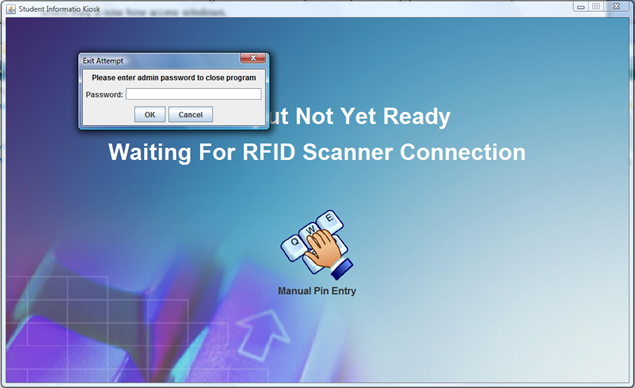 Student Informatio Kiosk
Exit Attempt
Please enter admin password to close program
Password:
OK Cancel
ut Not Yet Ready
Waiting For RFID Scanner Connection
Q W E
Manual Pin Entry